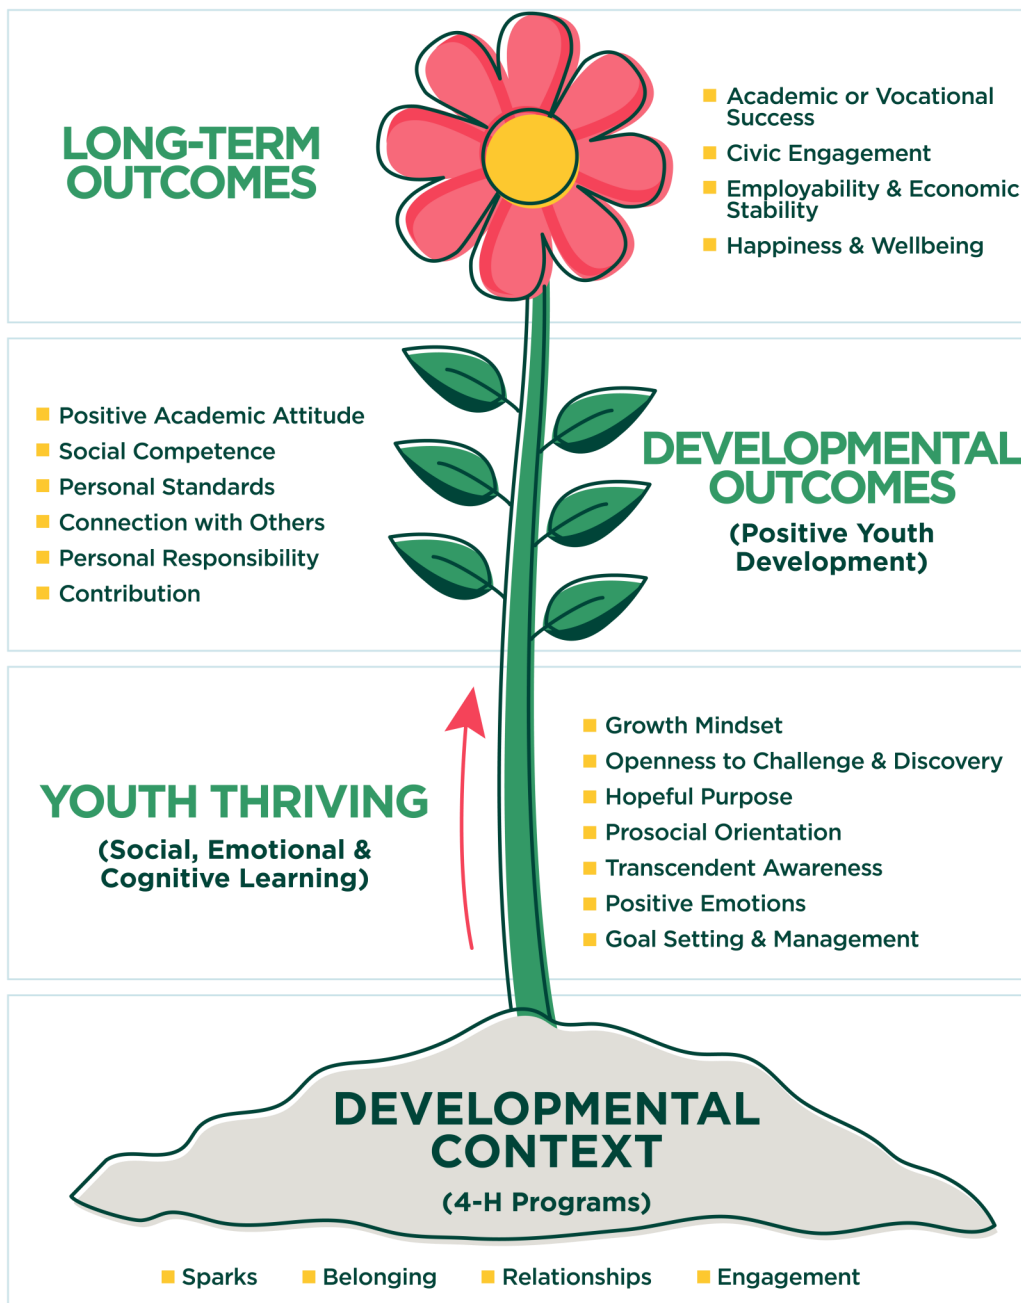 LONG-TERM
OUTCOMES
Academic or Vocational
Success
Civic Engagement
Employability & Economic
Stability
Happiness & Wellbeing
Positive Academic Attitude
Social Competence
Personal Standards
Connection with Others
Personal Responsibility
Contribution
DEVELOPMENTAL
OUTCOMES
(Positive Youth
Development)
YOUTH THRIVING
(Social, Emotional &
Cognitive Learning)
Growth Mindset
Openness to Challenge & Discovery
Hopeful Purpose
Prosocial Orientation
Transcendent Awareness
Positive Emotions
Goal Setting & Management
DEVELOPMENTAL
CONTEXT
(4-H Programs)
Sparks Belonging Relationships Engagement